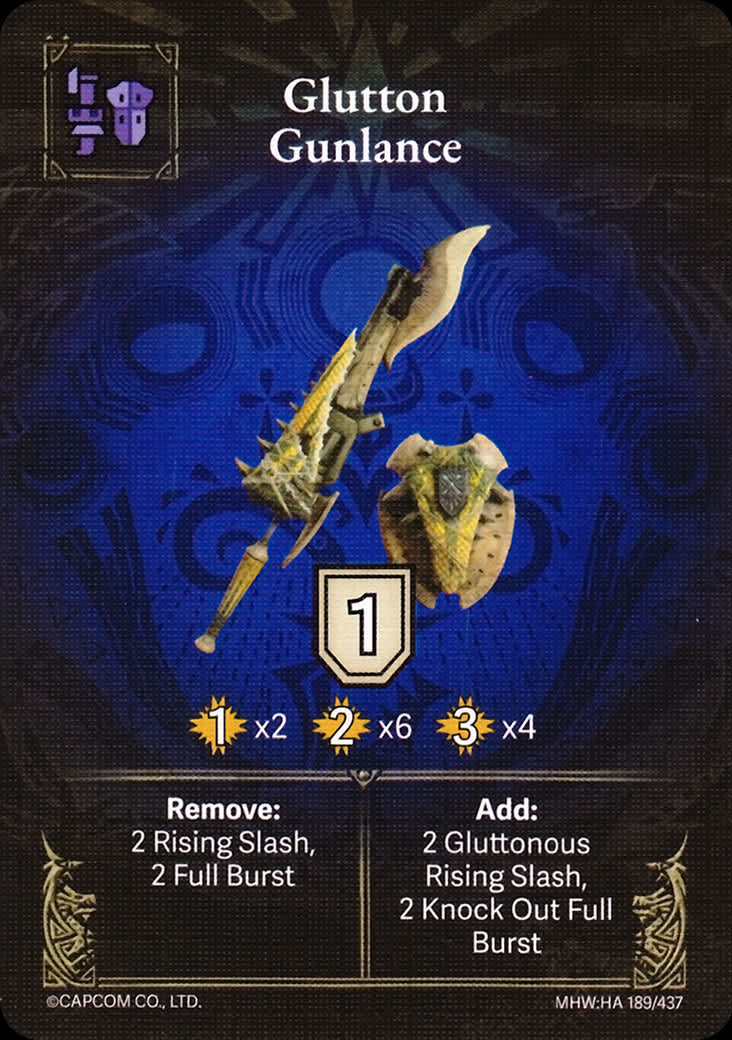 Glutton
Gunlance
1
1 x2 2 x6 3 x4
Remove:
2 Rising Slash,
2 Full Burst
Add:
2 Gluttonous
Rising Slash,
2 Knock Out Full
Burst
©CAPCOM CO., LTD.
MHW:HA 189/437